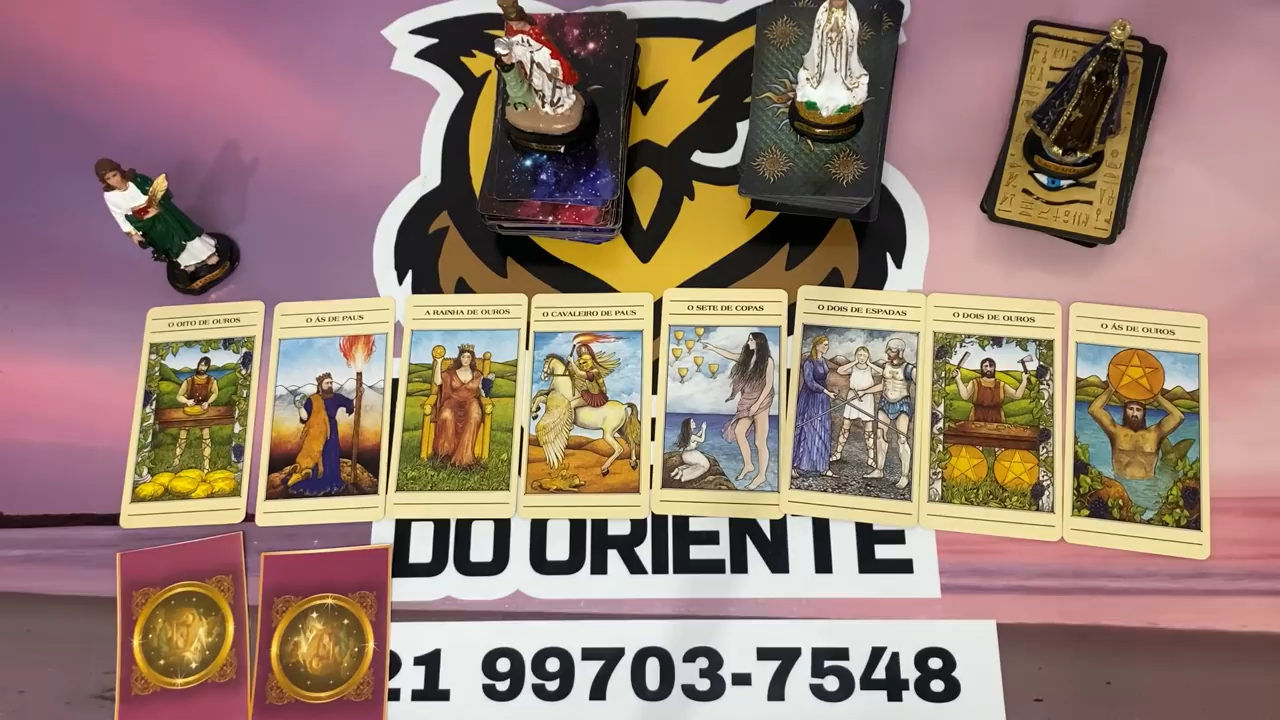 O OITO DE OUROS
O ÁS DE PAUS
A RAINHA DE OUROS
O CAVALEIRO DE PAUS
O SETE DE COPAS
O DOIS DE ESPADAS
O DOIS DE OUROS
O ÁS DE OUROS
DO ORIENTE
21 99703-7548